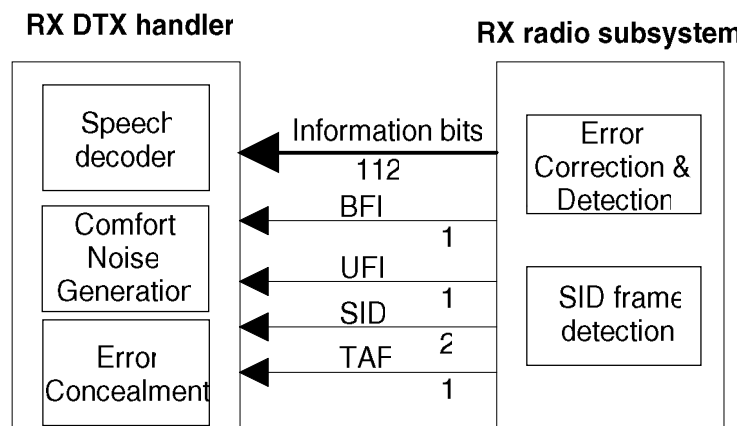 RX DTX handler
RX radio subsystem
Speech
decoder
Information bits
112
Error
Correction &
Detection
BFI
1
Comfort
Noise
Generation
UFI
1
SID
2
SID frame
detection
TAF
1
Error
Concealment